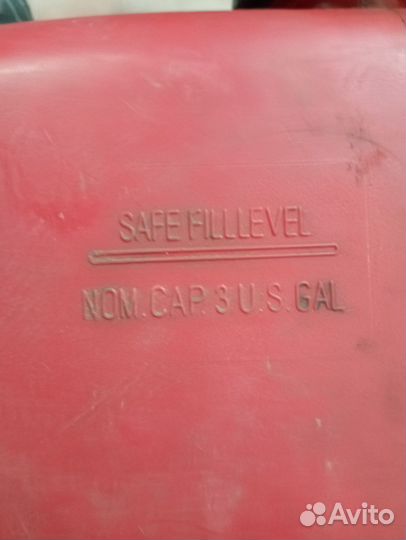 SAFE FILL LEVEL
NOM. CAP. 3 U.S. GAL
Avito